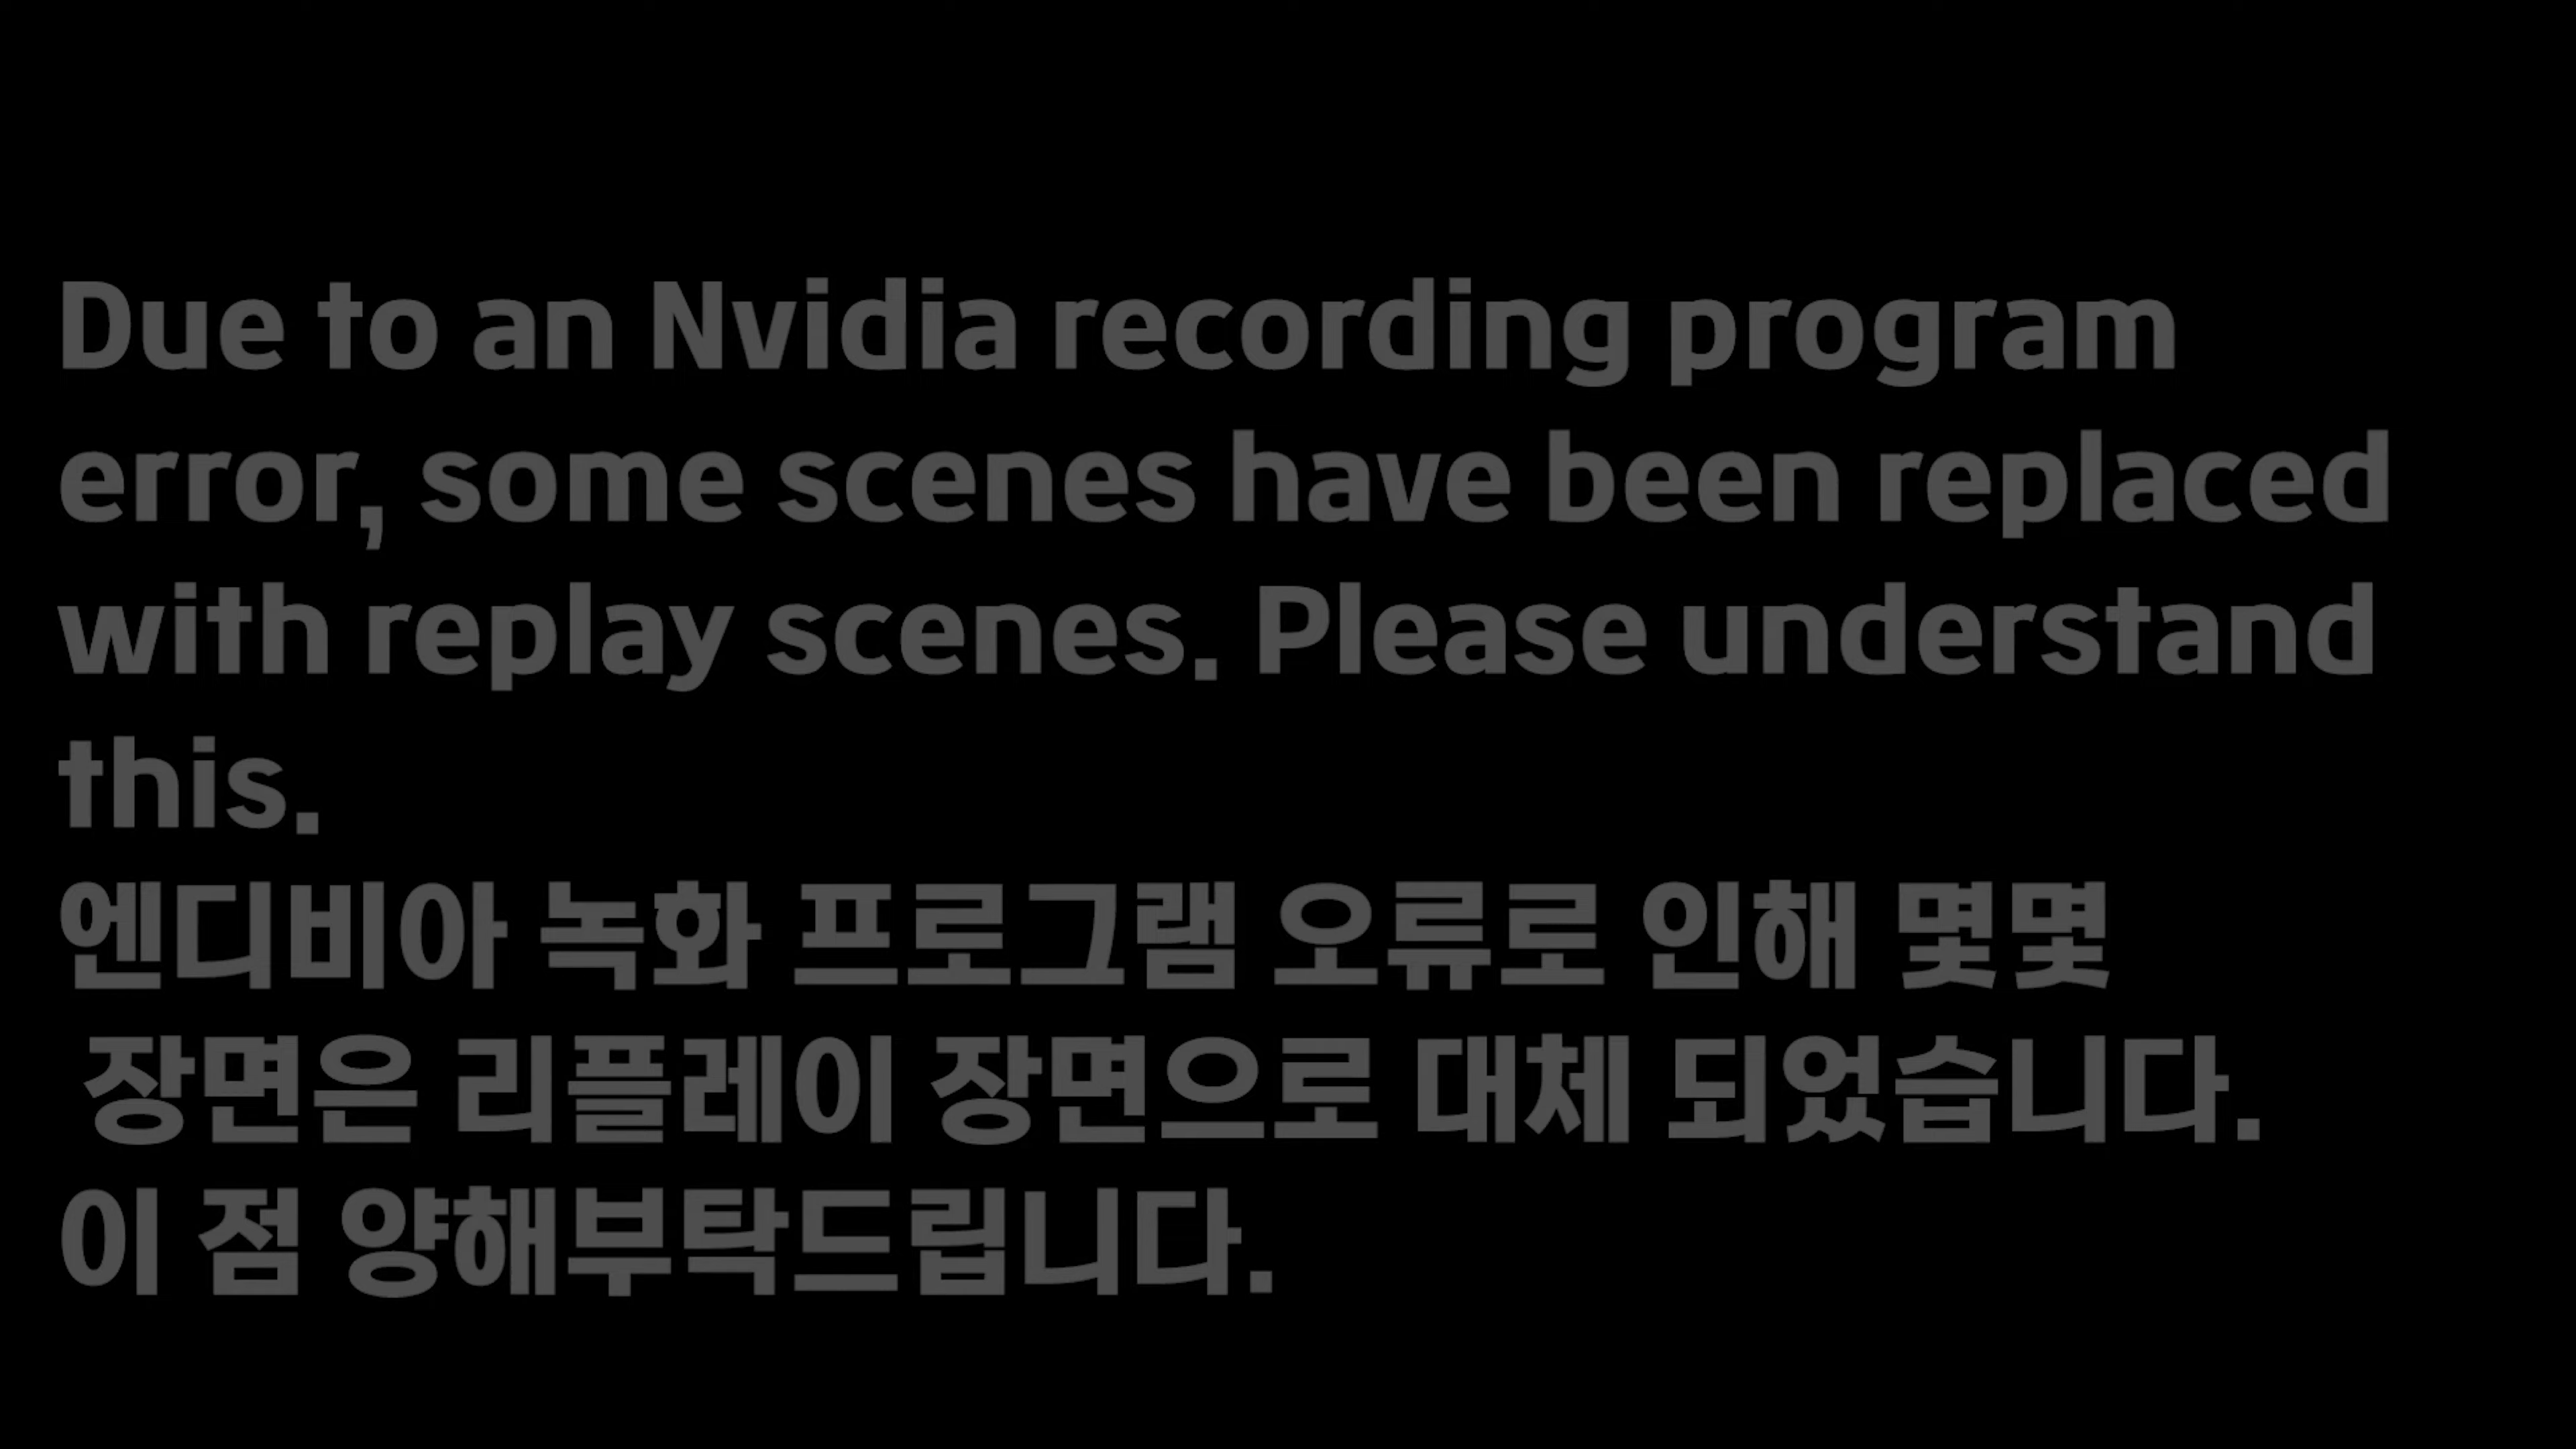 Due to an Nvidia recording program
error, some scenes have been replaced
with replay scenes. Please understand
this.
엔디비아 녹화 프로그램 오류로 인해 몇몇
장면은 리플레이 장면으로 대체 되었습니다.
이 점 양해부탁드립니다.